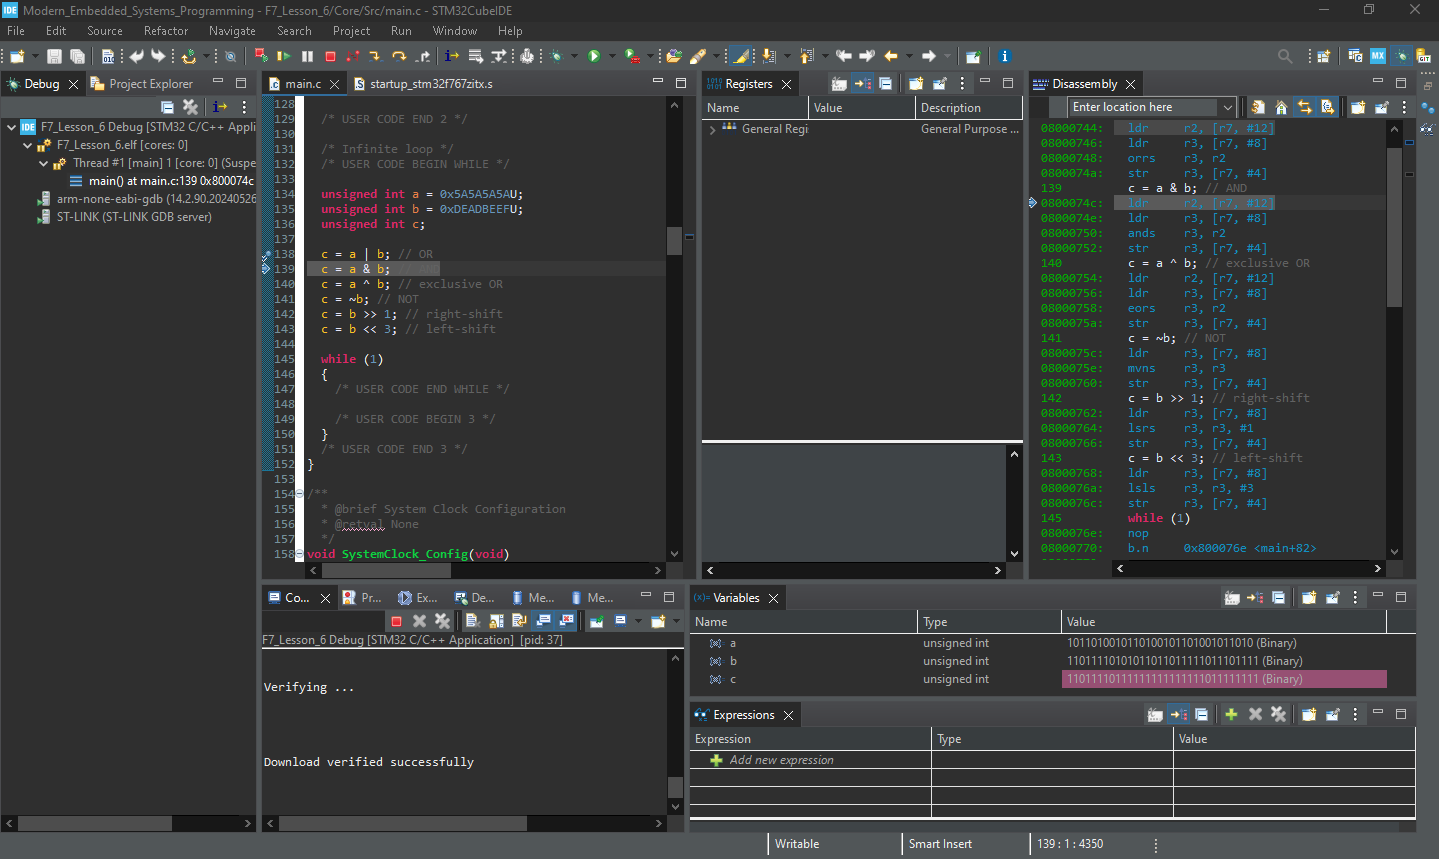 IDE Modern_Embedded_Systems_Programming - F7_Lesson_6/Core/Src/main.c - STM32CubeIDE
File Edit Source Refactor Navigate Search Project Run Window Help
Debug Project Explorer
F7_Lesson_6 Debug [STM32 C/C++ Appli
F7_Lesson_6.elf [cores: 0]
Thread #1 [main] 1 [core: 0] (Suspe
main() at main.c:139 0x800074c
arm-none-eabi-gdb (14.2.90.20240526
ST-LINK (ST-LINK GDB server)
main.c startup_stm32f767zitx.s
128
129 /* USER CODE END 2 */
130
131 /* Infinite loop */
132 /* USER CODE BEGIN WHILE */
133
134 unsigned int a = 0x5A5A5A5AU;
135 unsigned int b = 0xDEADBEEFU;
136 unsigned int c;
137
138 c = a | b; // OR
139 c = a & b; // AND
140 c = a ^ b; // exclusive OR
141 c = ~b; // NOT
142 c = b >> 1; // right-shift
143 c = b << 3; // left-shift
144
145 while (1)
146 {
147 /* USER CODE END WHILE */
148
149 /* USER CODE BEGIN 3 */
150 }
151 /* USER CODE END 3 */
152 }
153
154 /**
155 * @brief System Clock Configuration
156 * @retval None
157 */
158 void SystemClock_Config(void)
Registers
Name Value Description
General Regi General Purpose ...
Disassembly
Enter location here
08000744: ldr r2, [r7, #12]
08000746: ldr r3, [r7, #8]
08000748: orrs r3, r2
0800074a: str r3, [r7, #4]
139 c = a & b; // AND
0800074c: ldr r2, [r7, #12]
0800074e: ldr r3, [r7, #8]
08000750: ands r3, r2
08000752: str r3, [r7, #4]
140 c = a ^ b; // exclusive OR
08000754: ldr r2, [r7, #12]
08000756: ldr r3, [r7, #8]
08000758: eors r3, r2
0800075a: str r3, [r7, #4]
141 c = ~b; // NOT
0800075c: ldr r3, [r7, #8]
0800075e: mvns r3, r3
08000760: str r3, [r7, #4]
142 c = b >> 1; // right-shift
08000762: ldr r3, [r7, #8]
08000764: lsrs r3, r3, #1
08000766: str r3, [r7, #4]
143 c = b << 3; // left-shift
08000768: ldr r3, [r7, #8]
0800076a: lsls r3, r3, #3
0800076c: str r3, [r7, #4]
145 while (1)
0800076e: nop
08000770: b.n 0x800076e <main+82>
Co... Pr... Ex... De... Me... Me...
F7_Lesson_6 Debug [STM32 C/C++ Application] [pid: 37]
Verifying ...
Download verified successfully
(x)= Variables
Name Type Value
a unsigned int 1011010010110100101101001011010 (Binary)
b unsigned int 11011110101011011011111011101111 (Binary)
c unsigned int 11011110111111111111111011111111 (Binary)
Expressions
Expression Type Value
Add new expression
Writable Smart Insert 139 : 1 : 4350